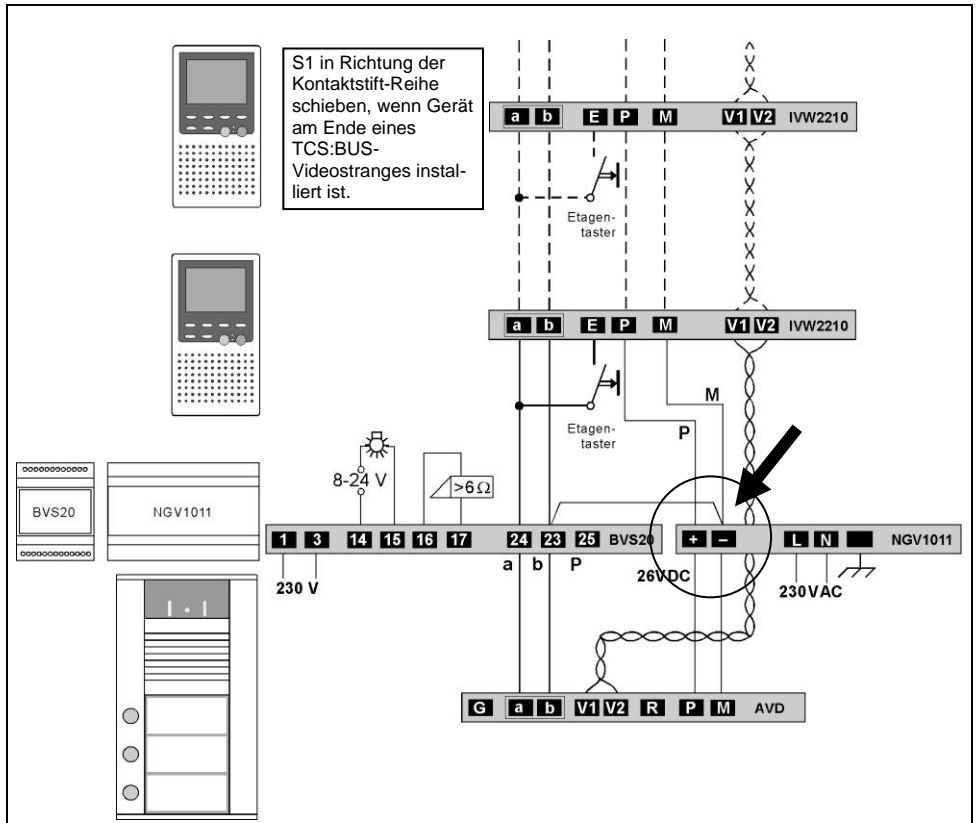 S1 in Richtung der
Kontaktstift-Reihe
schieben, wenn Gerät
am Ende eines
TCS:BUS-
Videostranges instal-
liert ist.
a b E P M V1 V2 IVW2210
Etagen-
taster
a b E P M V1 V2 IVW2210
Etagen-
taster
M
P
8-24 V
>6Ω
BVS20
NGV1011
1 3 14 15 16 17 24 23 25 BVS20 + – L N NGV1011
a b P
26VDC
230 V
230VAC
G a b V1 V2 R P M AVD